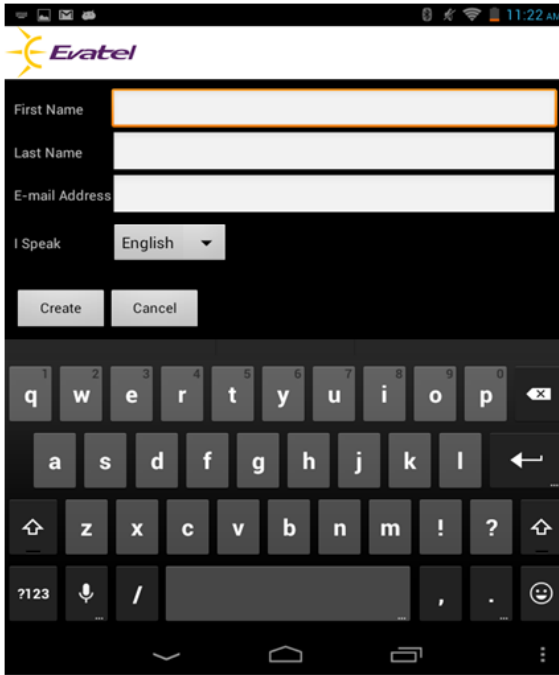 11:22 AM
Evatel
First Name
Last Name
E-mail Address
I Speak English
Create Cancel
1 2 3 4 5 6 7 8 9 0
q w e r t y u i o p
a s d f g h j k l
z x c v b n m ! ?
?123 / , .